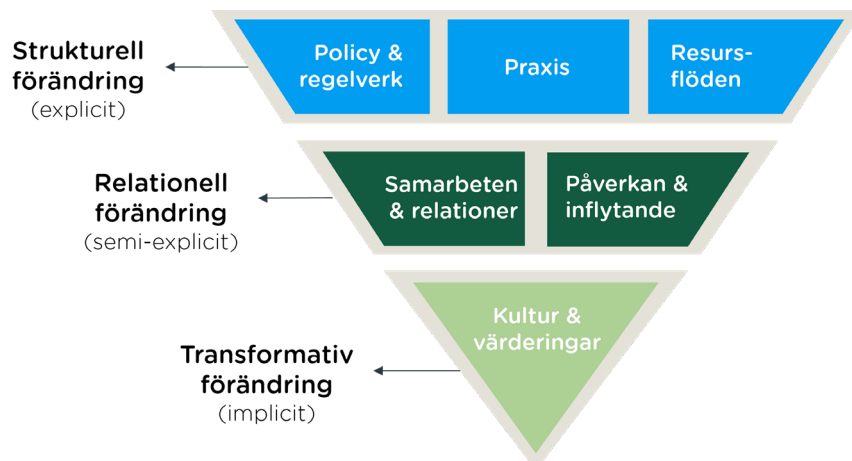 Strukturell
förändring
(explicit)
Policy &
regelverk
Praxis
Resurs-
flöden
Relationell
förändring
(semi-explicit)
Samarbeten
& relationer
Påverkan &
inflytande
Transformativ
förändring
(implicit)
Kultur &
värderingar